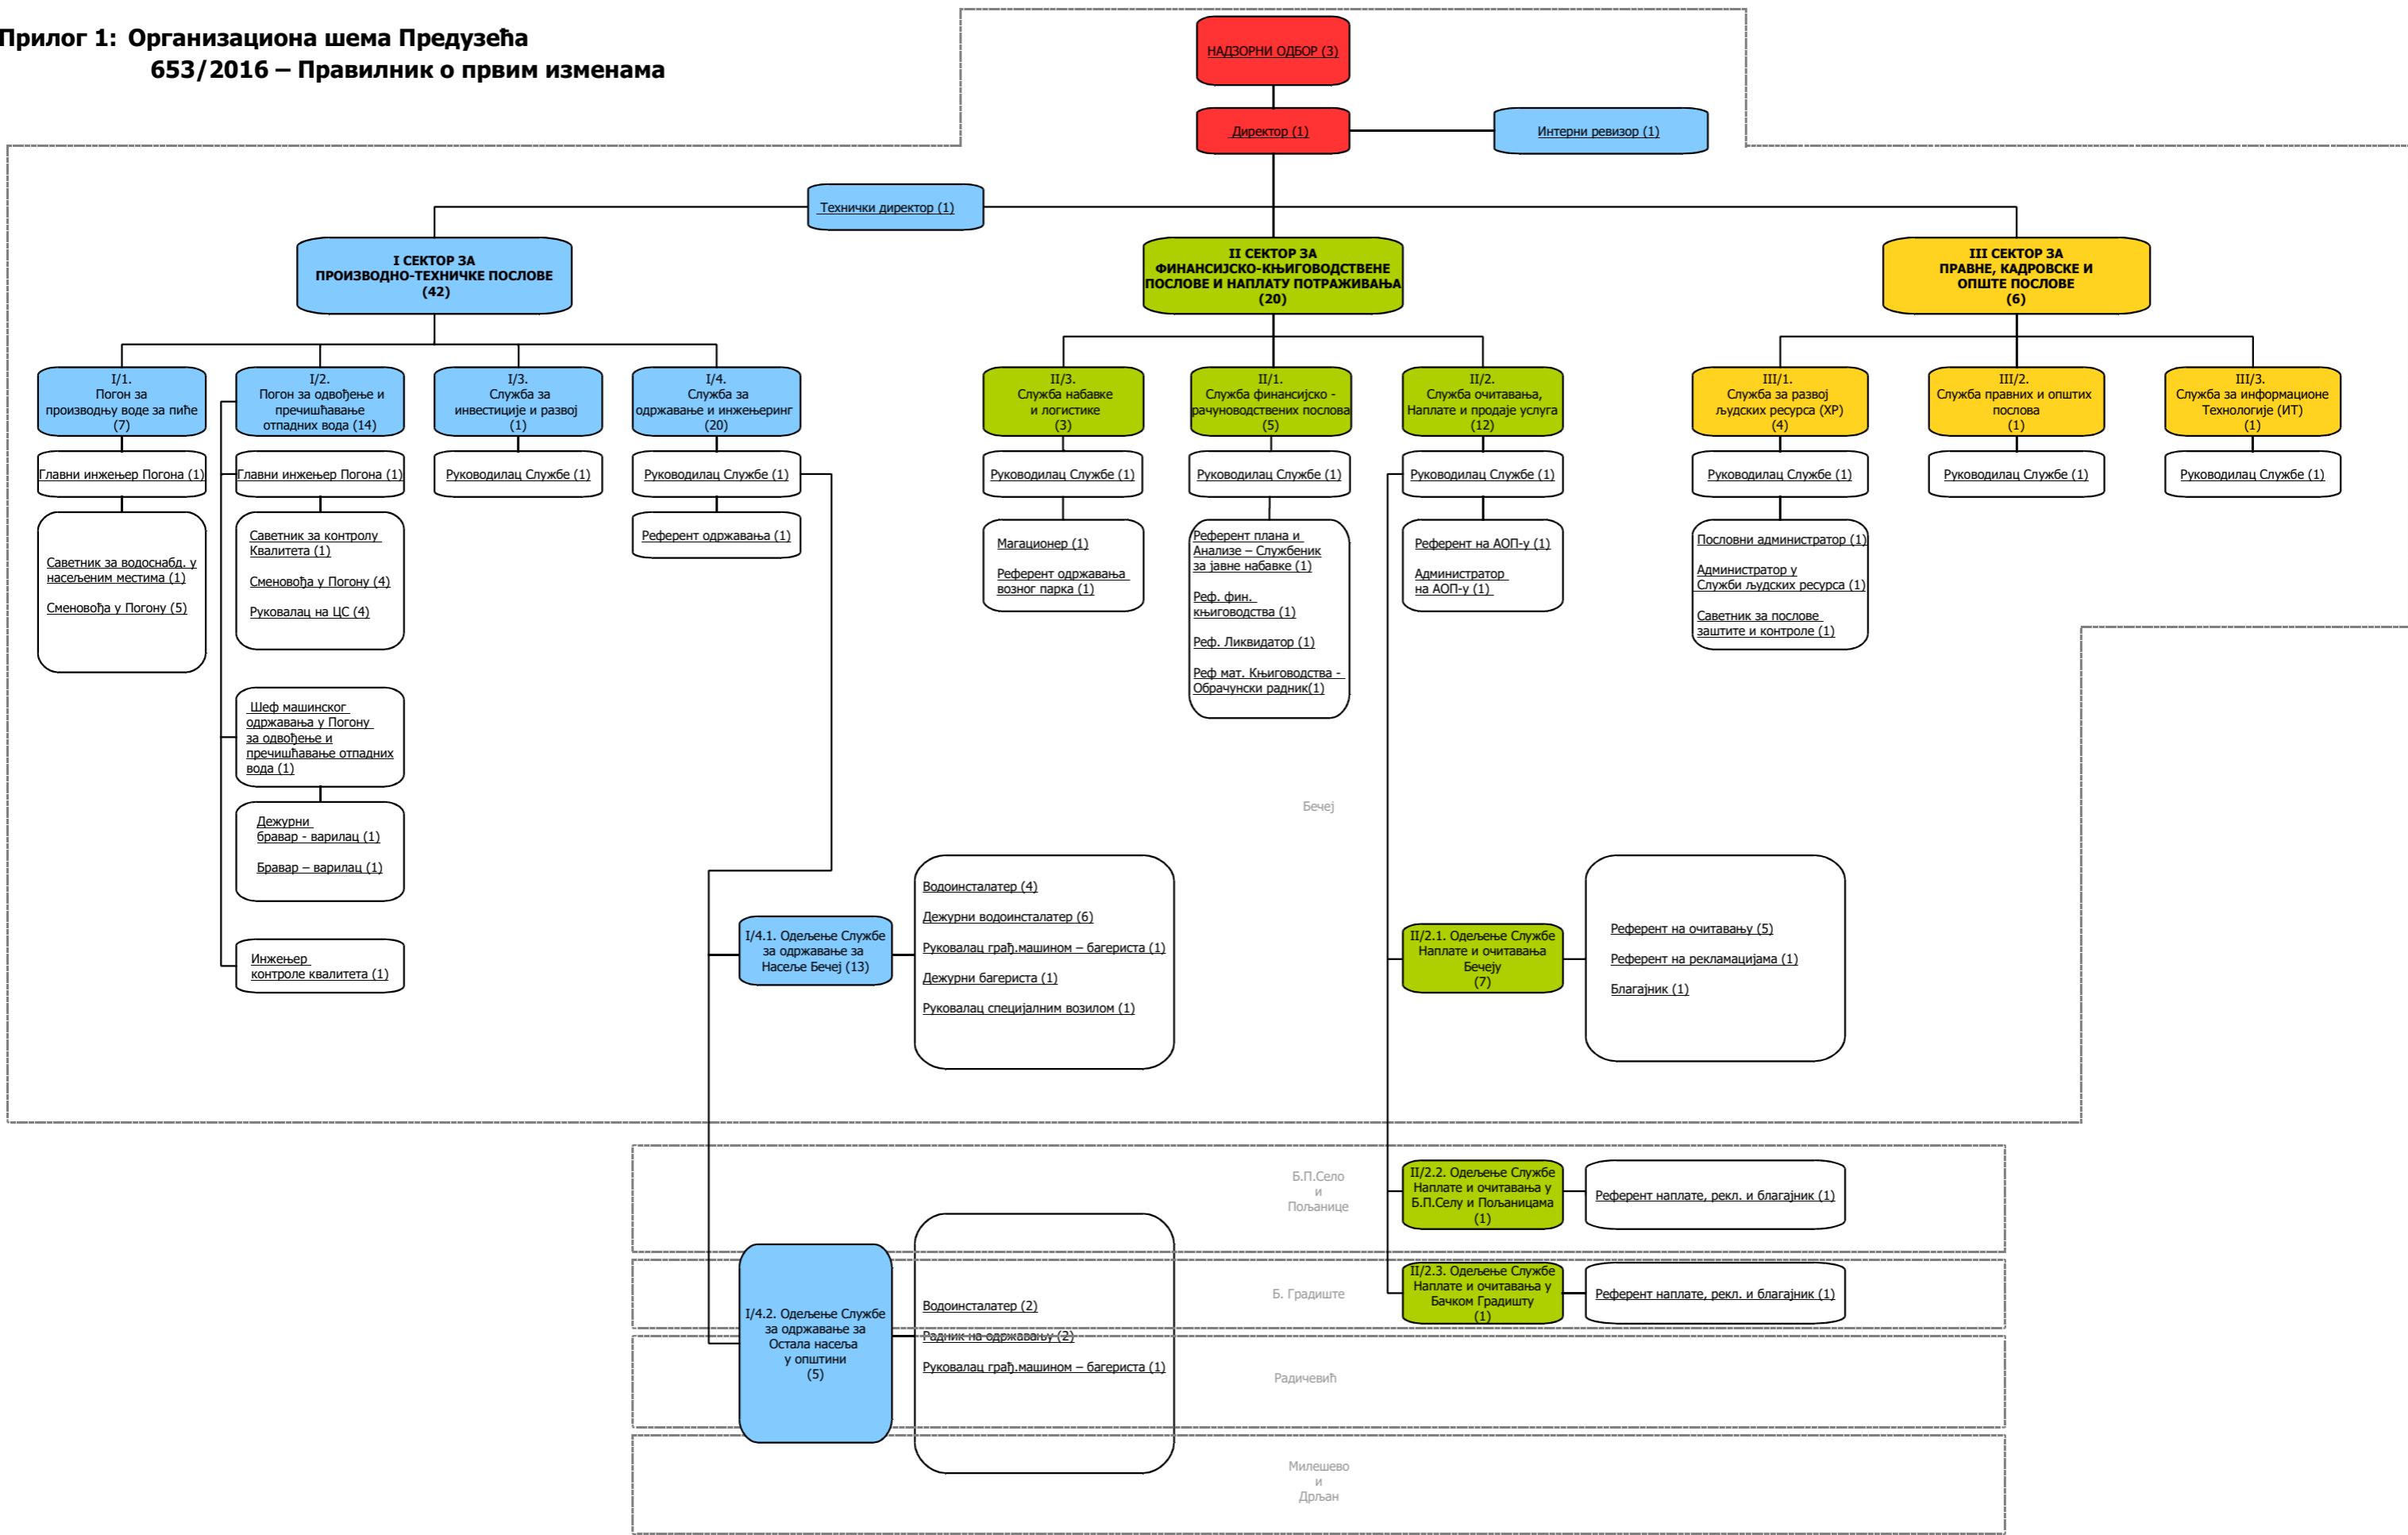 Прилог 1: Организациона шема Предузећа
653/2016 – Правилник о првим изменама
НАДЗОРНИ ОДБОР (3)
Директор (1)
Интерни ревизор (1)
Технички директор (1)
I СЕКТОР ЗА
ПРОИЗВОДНО-ТЕХНИЧКЕ ПОСЛОВЕ
(42)
II СЕКТОР ЗА
ФИНАНСИЈСКО-КЊИГОВОДСТВЕНЕ
ПОСЛОВЕ И НАПЛАТУ ПОТРАЖИВАЊА
(20)
III СЕКТОР ЗА
ПРАВНЕ, КАДРОВСКЕ И
ОПШТЕ ПОСЛОВЕ
(6)
I/1.
Погон за
производњу воде за пиће
(7)
I/2.
Погон за одвођење и
пречишћавање
отпадних вода (14)
I/3.
Служба за
инвестиције и развој
(1)
I/4.
Служба за
одржавање и инжењеринг
(20)
II/3.
Служба набавке
и логистике
(3)
II/1.
Служба финансијско -
рачуноводствених послова
(5)
II/2.
Служба очитавања,
Наплате и продаје услуга
(12)
III/1.
Служба за развој
људских ресурса (ХР)
(4)
III/2.
Служба правних и општих
послова
(1)
III/3.
Служба за информационе
Технологије (ИТ)
(1)
Главни инжењер Погона (1)
Главни инжењер Погона (1)
Руководилац Службе (1)
Руководилац Службе (1)
Руководилац Службе (1)
Руководилац Службе (1)
Руководилац Службе (1)
Руководилац Службе (1)
Руководилац Службе (1)
Руководилац Службе (1)
Саветник за водоснабд. у
насељеним местима (1)
Сменовођа у Погону (5)
Саветник за контролу
Квалитета (1)
Сменовођа у Погону (4)
Руковалац на ЦС (4)
Референт одржавања (1)
Магационер (1)
Референт одржавања
возног парка (1)
Референт плана и
Анализе – Службеник
за јавне набавке (1)
Реф. фин.
књиговодства (1)
Реф. Ликвидатор (1)
Реф мат. Књиговодства -
Обрачунски радник(1)
Референт на АОП-у (1)
Администратор
на АОП-у (1)
Пословни администратор (1)
Администратор у
Служби људских ресурса (1)
Саветник за послове
заштите и контроле (1)
Шеф машинског
одржавања у Погону
за одвођење и
пречишћавање отпадних
вода (1)
Дежурни
бравар - варилац (1)
Бравар – варилац (1)
Инжењер
контроле квалитета (1)
Бечеј
I/4.1. Одељење Службе
за одржавање за
Насеље Бечеј (13)
Водоинсталатер (4)
Дежурни водоинсталатер (6)
Руковалац грађ.машином – багериста (1)
Дежурни багериста (1)
Руковалац специјалним возилом (1)
II/2.1. Одељење Службе
Наплате и очитавања
Бечеју
(7)
Референт на очитавању (5)
Референт на рекламацијама (1)
Благајник (1)
Б.П.Село
и
Пољанице
II/2.2. Одељење Службе
Наплате и очитавања у
Б.П.Селу и Пољаницама
(1)
Референт наплате, рекл. и благајник (1)
Б. Градиште
II/2.3. Одељење Службе
Наплате и очитавања у
Бачком Градишту
(1)
Референт наплате, рекл. и благајник (1)
I/4.2. Одељење Службе
за одржавање за
Остала насеља
у општини
(5)
Водоинсталатер (2)
Радник на одржавању (2)
Руковалац грађ.машином – багериста (1)
Радичевић
Милешево
и
Дрљан